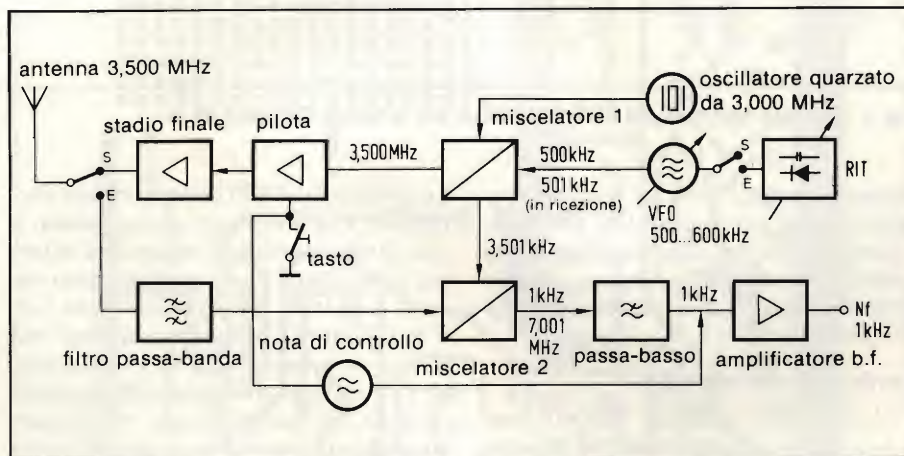 antenna 3,500 MHz
stadio finale
pilota
miscelatore 1
oscillatore quarzato
da 3,000 MHz
S
E
3,500MHz
500kHz
501kHz
(in ricezione)
S
E
RIT
VFO
500...600kHz
tasto
3,501kHz
filtro passa-banda
nota di controllo
miscelatore 2
1kHz
7,001
MHz
passa-basso
1kHz
amplificatore b.f.
Nf
1kHz